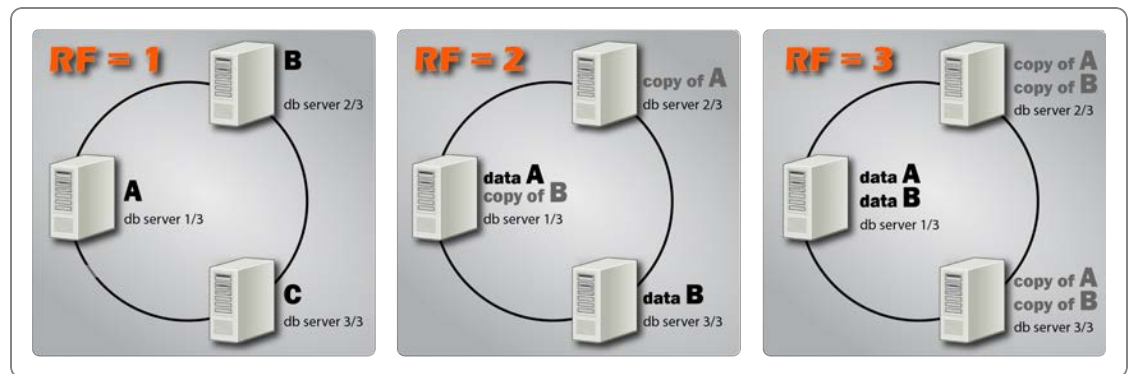 RF = 1
B
db server 2/3
A
db server 1/3
C
db server 3/3
RF = 2
copy of A
db server 2/3
data A
copy of B
db server 1/3
data B
db server 3/3
RF = 3
copy of A
copy of B
db server 2/3
data A
data B
db server 1/3
copy of A
copy of B
db server 3/3